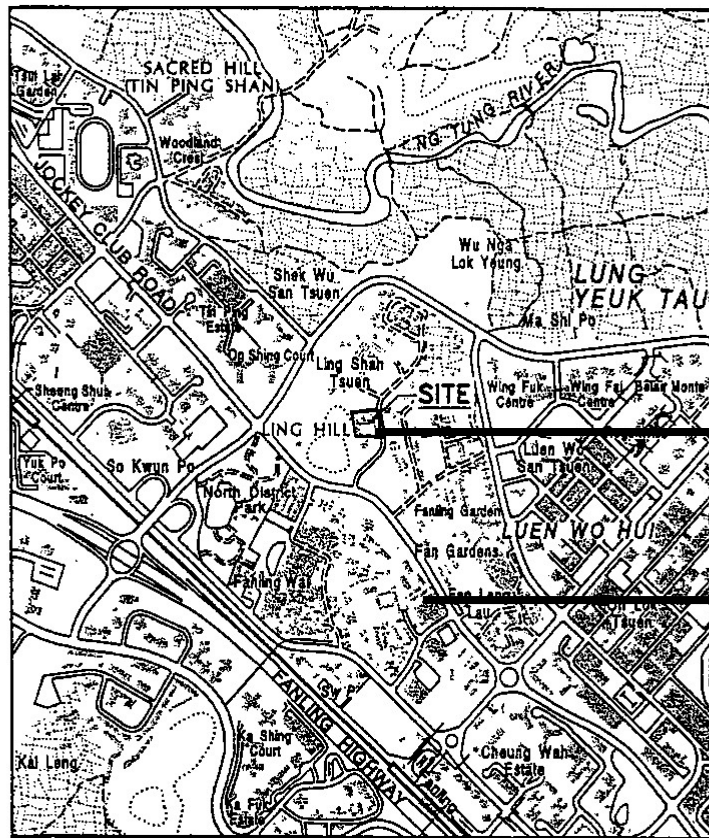 SACRED HILL
(TIN PING SHAN)
Tsui Lai
Garden
Woodland
Crest
NG TUNG RIVER
JOCKEY CLUB ROAD
Wu Nga
Lok Yeung
Shek Wu
San Tsuen
LUNG
YEUK TAU
Ma Shi Po
Tai Ping
Estate
On Shing Court
Ling Shan
Tsuen
SITE
Wing Fuk
Centre
Wing Fai
Centre
Belair Monte
Sheung Shui
Centre
LING HILL
Luen Wo
San Tsuen
Yuk Po
Court
So Kwun Po
North District
Park
Fanling Garden
LUEN WO HUI
Fan Gardens
Fanling Wai
Fan Leng
Lau
On Lok
Tsuen
FANLING HIGHWAY
Ka Shing
Court
Cheung Wah
Estate
Kai Leng
Fanling
Ka Fuk
Estate